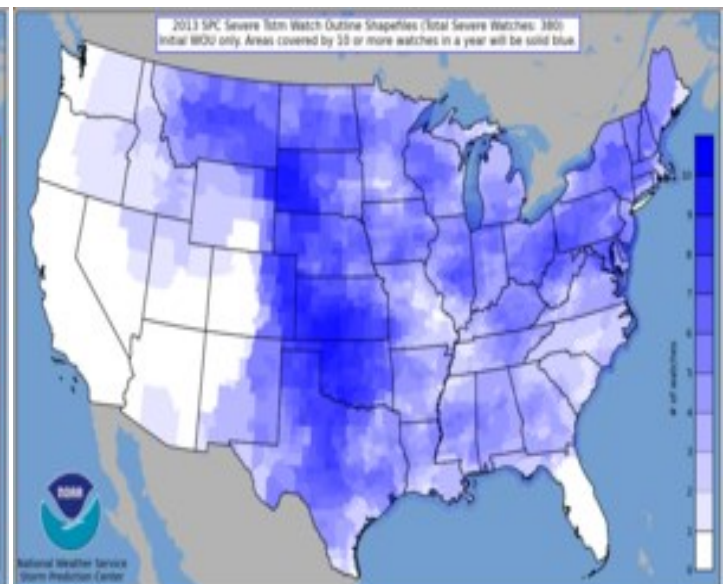 2013 SPC Severe Tstm Watch Outline Shapefiles (Total Severe Watches: 380)
Initial WOU only. Areas covered by 10 or more watches in a year will be solid blue.
10
9
8
7
6
5
4
3
2
1
0
# of watches
NOAA
National Weather Service
Storm Prediction Center